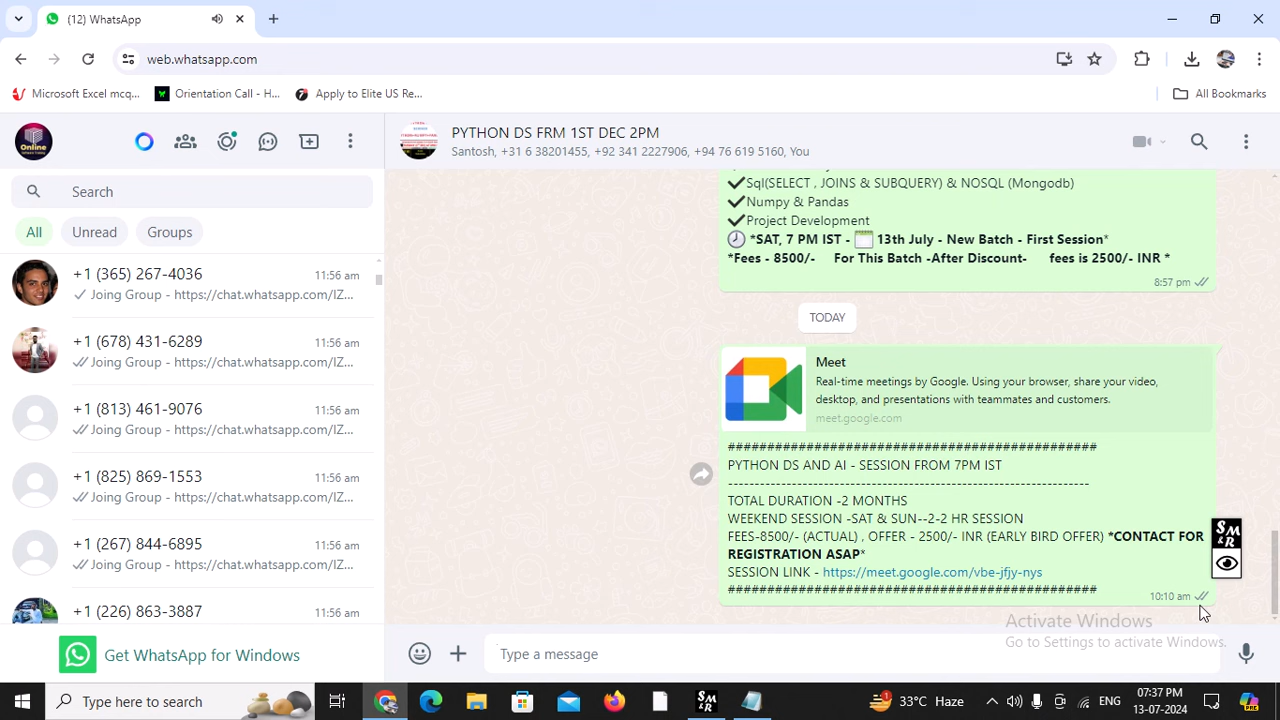 (12) WhatsApp
web.whatsapp.com
Microsoft Excel mcq...
Orientation Call - H...
Apply to Elite US Re...
All Bookmarks
Online
PYTHON DS FRM 1ST DEC 2PM
Santosh, +31 6 38201455, +92 341 2227906, +94 76 619 5160, You
Search
All
Unread
Groups
+1 (365) 267-4036
11:56 am
Joing Group - https://chat.whatsapp.com/IZ...
+1 (678) 431-6289
11:56 am
Joing Group - https://chat.whatsapp.com/IZ...
+1 (813) 461-9076
11:56 am
Joing Group - https://chat.whatsapp.com/IZ...
+1 (825) 869-1553
11:56 am
Joing Group - https://chat.whatsapp.com/IZ...
+1 (267) 844-6895
11:56 am
Joing Group - https://chat.whatsapp.com/IZ...
+1 (226) 863-3887
11:56 am
Get WhatsApp for Windows
✔Sql(SELECT , JOINS & SUBQUERY) & NOSQL (Mongodb)
✔Numpy & Pandas
✔Project Development
*SAT, 7 PM IST - 13th July - New Batch - First Session*
*Fees - 8500/- For This Batch -After Discount- fees is 2500/- INR *
8:57 pm
TODAY
Meet
Real-time meetings by Google. Using your browser, share your video,
desktop, and presentations with teammates and customers.
meet.google.com
##############################################
PYTHON DS AND AI - SESSION FROM 7PM IST
-------------------------------------------------------------------
TOTAL DURATION -2 MONTHS
WEEKEND SESSION -SAT & SUN--2-2 HR SESSION
FEES-8500/- (ACTUAL) , OFFER - 2500/- INR (EARLY BIRD OFFER) *CONTACT FOR
REGISTRATION ASAP*
SESSION LINK - https://meet.google.com/vbe-jfjy-nys
##############################################
10:10 am
SM
&R
Activate Windows
Go to Settings to activate Windows.
Type a message
Type here to search
SM
&R
1
33°C Haze
ENG
07:37 PM
13-07-2024
PRE